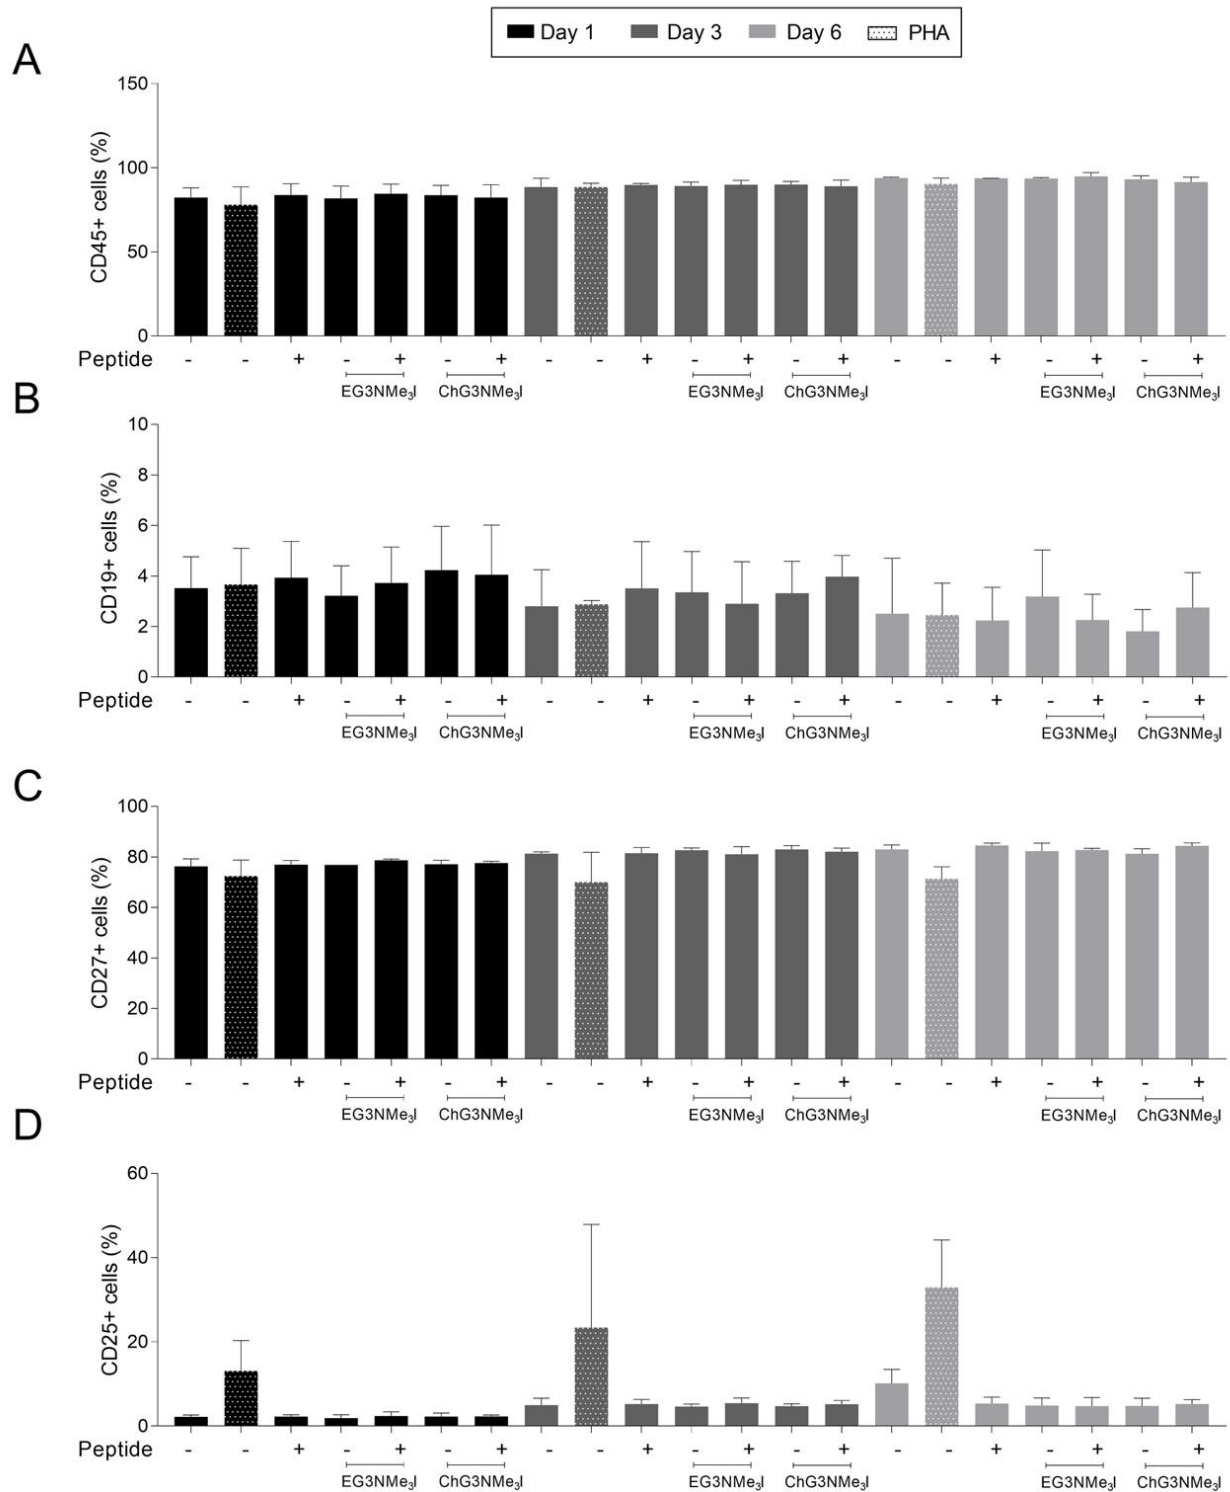 Day 1 Day 3 Day 6 PHA
A
150
100
50
0
CD45+ cells (%)
Peptide - - + - + - + - - + - + - + - - + - + - +
EG3NMe₃I ChG3NMe₃I EG3NMe₃I ChG3NMe₃I EG3NMe₃I ChG3NMe₃I
B
10
8
6
4
2
0
CD19+ cells (%)
Peptide - - + - + - + - - + - + - + - - + - + - +
EG3NMe₃I ChG3NMe₃I EG3NMe₃I ChG3NMe₃I EG3NMe₃I ChG3NMe₃I
C
100
80
60
40
20
0
CD27+ cells (%)
Peptide - - + - + - + - - + - + - + - - + - + - +
EG3NMe₃I ChG3NMe₃I EG3NMe₃I ChG3NMe₃I EG3NMe₃I ChG3NMe₃I
D
60
40
20
0
CD25+ cells (%)
Peptide - - + - + - + - - + - + - + - - + - + - +
EG3NMe₃I ChG3NMe₃I EG3NMe₃I ChG3NMe₃I EG3NMe₃I ChG3NMe₃I